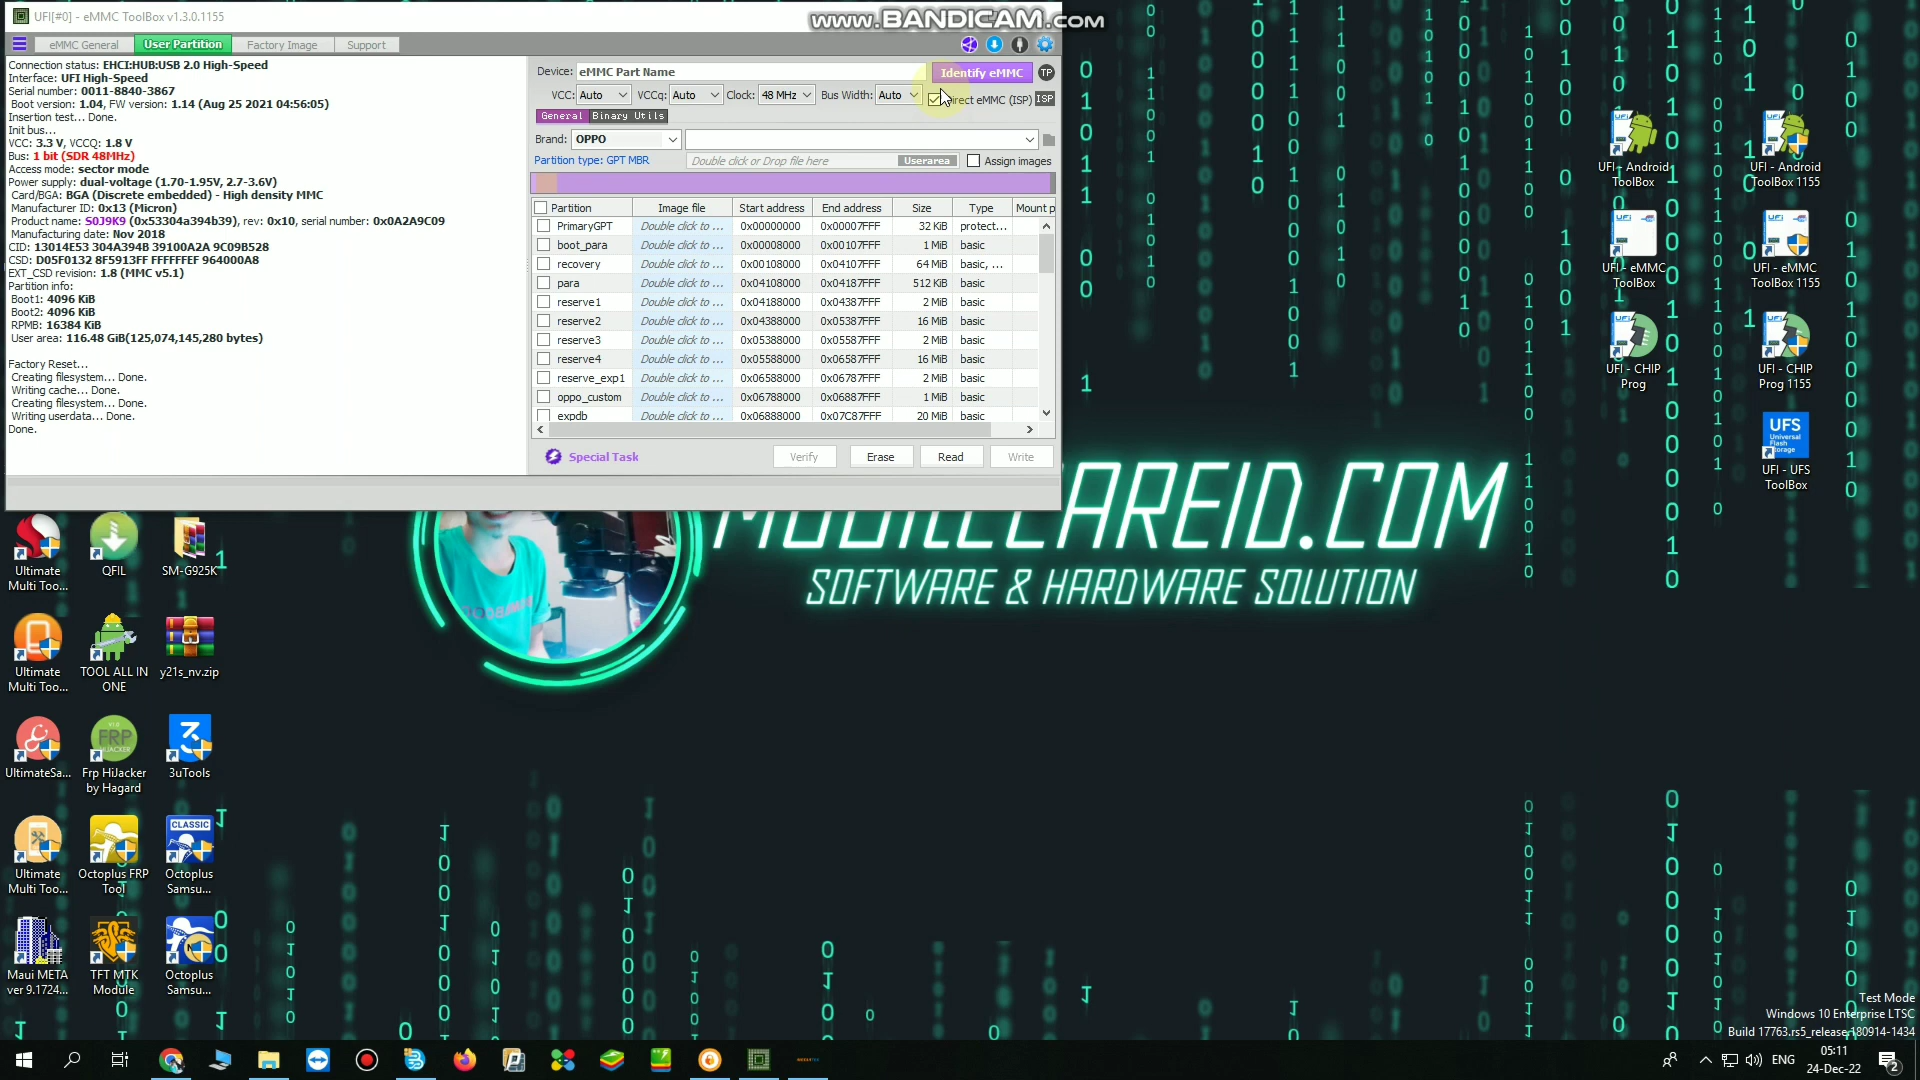 UFI[#0] - eMMC ToolBox v1.3.0.1155
www.BANDICAM.com
eMMC General
User Partition
Factory Image
Support
Connection status: EHCI:HUB:USB 2.0 High-Speed
Interface: UFI High-Speed
Serial number: 0011-8840-3867
Boot version: 1.04, FW version: 1.14 (Aug 25 2021 04:56:05)
Insertion test... Done.
Init bus...
VCC: 3.3 V, VCCQ: 1.8 V
Bus: 1 bit (SDR 48MHz)
Access mode: sector mode
Power supply: dual-voltage (1.70-1.95V, 2.7-3.6V)
Card/BGA: BGA (Discrete embedded) - High density MMC
Manufacturer ID: 0x13 (Micron)
Product name: S0J9K9 (0x53304a394b39), rev: 0x10, serial number: 0x0A2A9C09
Manufacturing date: Nov 2018
CID: 13014E53 304A394B 39100A2A 9C09B528
CSD: D05F0132 8F5913FF FFFFFFEF 964000A8
EXT_CSD revision: 1.8 (MMC v5.1)
Partition info:
Boot1: 4096 KiB
Boot2: 4096 KiB
RPMB: 16384 KiB
User area: 116.48 GiB(125,074,145,280 bytes)
Factory Reset...
Creating filesystem... Done.
Writing cache... Done.
Creating filesystem... Done.
Writing userdata... Done.
Done.
Device: eMMC Part Name
Identify eMMC
TP
VCC: Auto VCCq: Auto Clock: 48 MHz Bus Width: Auto
Direct eMMC (ISP) ISP
General Binary Utils
Brand: OPPO
Partition type: GPT MBR
Double click or Drop file here
Userarea
Assign images
Partition Image file Start address End address Size Type Mount p
PrimaryGPT Double click to ... 0x00000000 0x00007FFF 32 KiB protect...
boot_para Double click to ... 0x00008000 0x00107FFF 1 MiB basic
recovery Double click to ... 0x00108000 0x04107FFF 64 MiB basic, ...
para Double click to ... 0x04108000 0x04187FFF 512 KiB basic
reserve1 Double click to ... 0x04188000 0x04387FFF 2 MiB basic
reserve2 Double click to ... 0x04388000 0x05387FFF 16 MiB basic
reserve3 Double click to ... 0x05388000 0x05587FFF 2 MiB basic
reserve4 Double click to ... 0x05588000 0x06587FFF 16 MiB basic
reserve_exp1 Double click to ... 0x06588000 0x06787FFF 2 MiB basic
oppo_custom Double click to ... 0x06788000 0x06887FFF 1 MiB basic
expdb Double click to ... 0x06888000 0x07C87FFF 20 MiB basic
Special Task
Verify
Erase
Read
Write
MOBILECAREID.COM
SOFTWARE & HARDWARE SOLUTION
UFI - Android ToolBox
UFI - Android ToolBox 1155
UFI - eMMC ToolBox
UFI - eMMC ToolBox 1155
UFI - CHIP Prog
UFI - CHIP Prog 1155
UFS
Universal Flash Storage
UFI - UFS ToolBox
Ultimate Multi Too...
QFIL
SM-G925K
Ultimate Multi Too...
TOOL ALL IN ONE
y21s_nv.zip
UltimateSa...
Frp HiJacker by Hagard
3uTools
Ultimate Multi Too...
Octoplus FRP Tool
CLASSIC
Octoplus Samsu...
Maui META ver 9.1724...
TFT MTK Module
Octoplus Samsu...
Test Mode
Windows 10 Enterprise LTSC
Build 17763.rs5_release.180914-1434
ENG
05:11
24-Dec-22
2